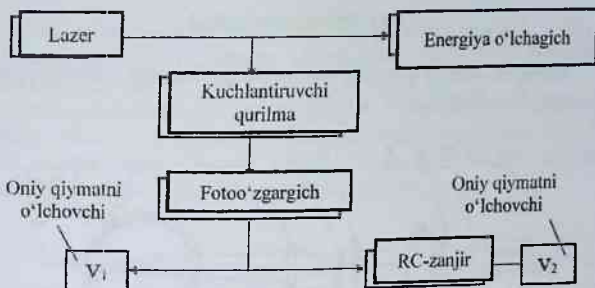 Lazer
Energiya o‘lchagich
Kuchlantiruvchi
qurilma
Fotoo‘zgargich
Oniy qiymatni
o‘lchovchi
V₁
RC-zanjir
Oniy qiymatni
o‘lchovchi
V₂